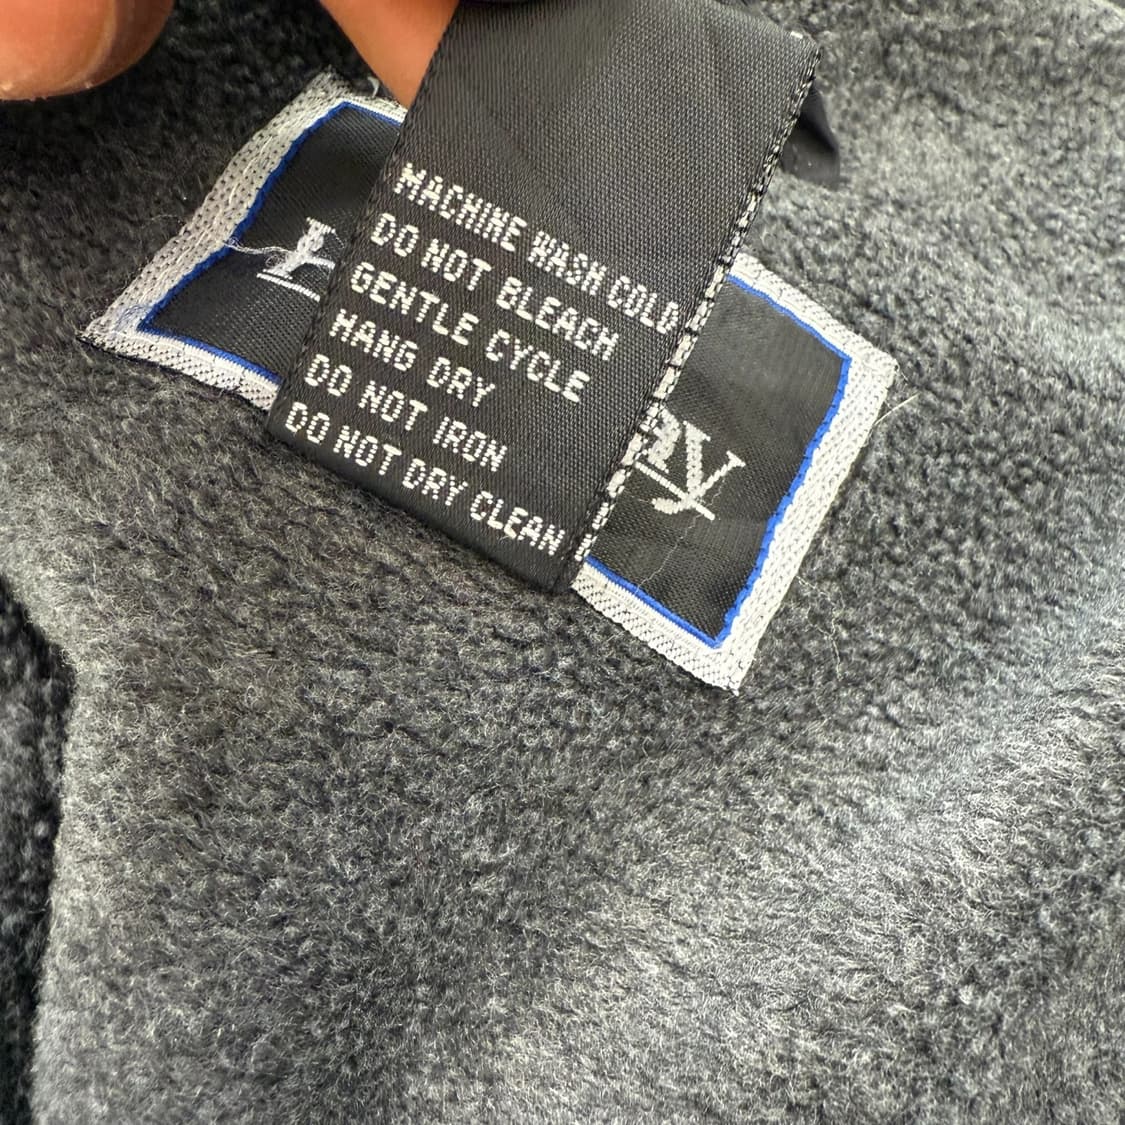 MACHINE WASH COLD
DO NOT BLEACH
GENTLE CYCLE
HANG DRY
DO NOT IRON
DO NOT DRY CLEAN